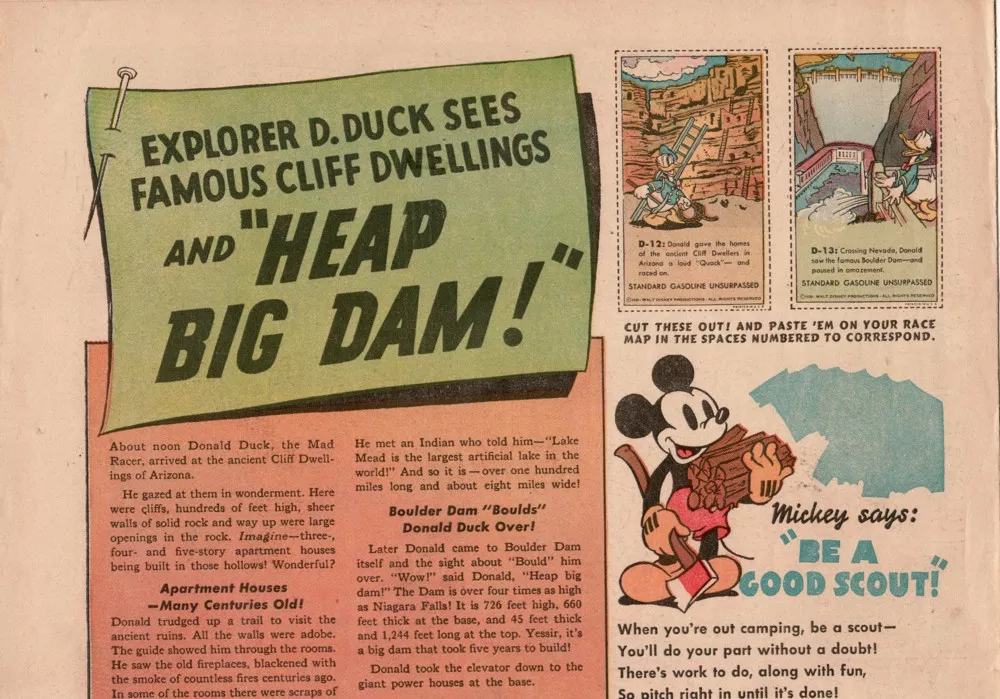 EXPLORER D. DUCK SEES
FAMOUS CLIFF DWELLINGS
AND "HEAP
BIG DAM!"
About noon Donald Duck, the Mad
Racer, arrived at the ancient Cliff Dwell-
ings of Arizona.
He gazed at them in wonderment. Here
were cliffs, hundreds of feet high, sheer
walls of solid rock and way up were large
openings in the rock. Imagine—three-,
four- and five-story apartment houses
being built in those hollows! Wonderful?
Apartment Houses
—Many Centuries Old!
Donald trudged up a trail to visit the
ancient ruins. All the walls were adobe.
The guide showed him through the rooms.
He saw the old fireplaces, blackened with
the smoke of countless fires centuries ago.
In some of the rooms there were scraps of
He met an Indian who told him—"Lake
Mead is the largest artificial lake in the
world!" And so it is—over one hundred
miles long and about eight miles wide!
Boulder Dam "Boulds"
Donald Duck Over!
Later Donald came to Boulder Dam
itself and the sight about "Bould" him
over. "Wow!" said Donald, "Heap big
dam!" The Dam is over four times as high
as Niagara Falls! It is 726 feet high, 660
feet thick at the base, and 45 feet thick
and 1,244 feet long at the top. Yessir, it's
a big dam that took five years to build!
Donald took the elevator down to the
giant power houses at the base.
D-12: Donald gave the homes
of the ancient Cliff Dwellers in
Arizona a loud "Quack"— and
raced on.
STANDARD GASOLINE UNSURPASSED
WALT DISNEY PRODUCTIONS · ALL RIGHTS RESERVED
D-13: Crossing Nevada, Donald
saw the famous Boulder Dam—and
paused in amazement.
STANDARD GASOLINE UNSURPASSED
WALT DISNEY PRODUCTIONS · ALL RIGHTS RESERVED
CUT THESE OUT! AND PASTE 'EM ON YOUR RACE
MAP IN THE SPACES NUMBERED TO CORRESPOND.
Mickey says:
"BE A
GOOD SCOUT!"
When you're out camping, be a scout—
You'll do your part without a doubt!
There's work to do, along with fun,
So pitch right in until it's done!